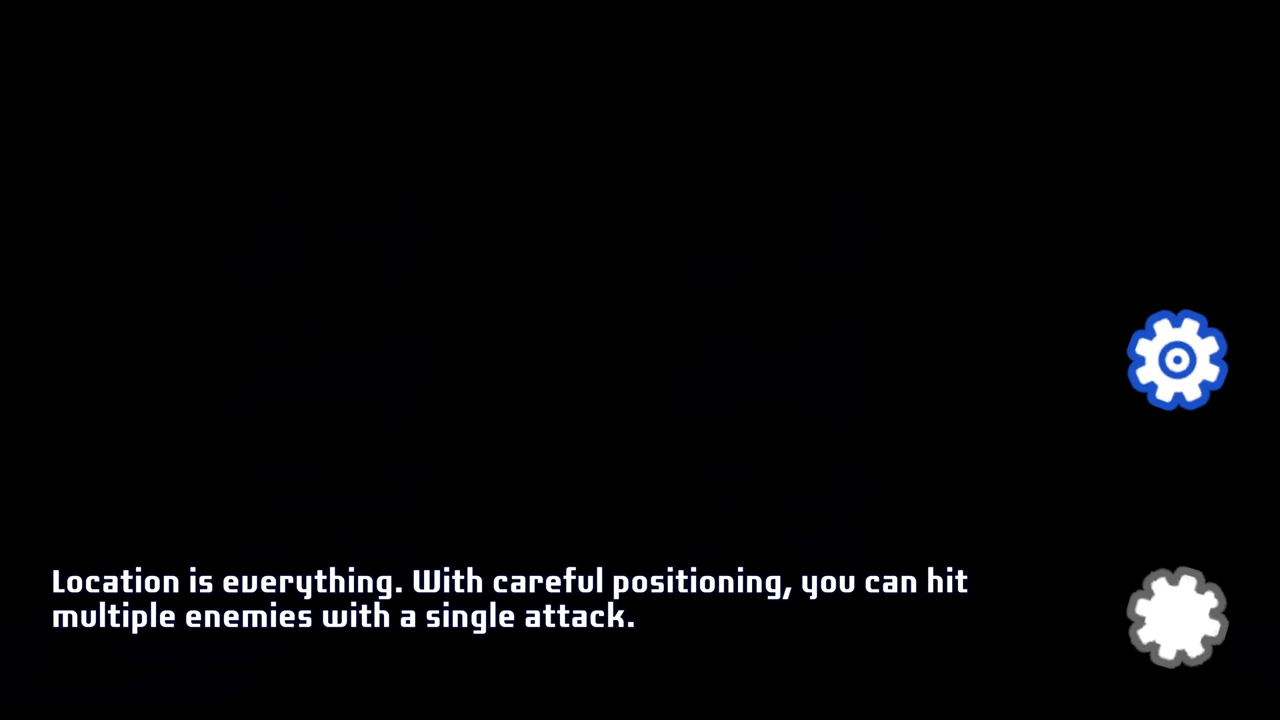 Location is everything. With careful positioning, you can hit
multiple enemies with a single attack.